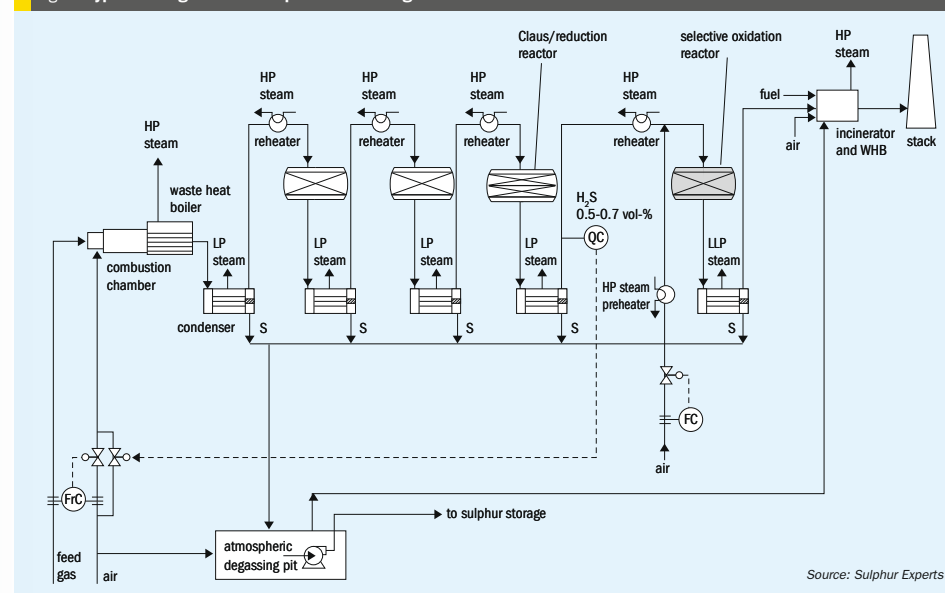 Claus/reduction
reactor
selective oxidation
reactor
HP
steam
HP
steam
HP
steam
HP
steam
HP
steam
fuel
air
incinerator
and WHB
stack
reheater
reheater
reheater
reheater
HP
steam
waste heat
boiler
H₂S
0.5-0.7 vol-%
QC
combustion
chamber
LP
steam
LP
steam
LP
steam
LP
steam
LLP
steam
HP steam
preheater
condenser
S
S
S
S
S
FC
air
FrC
to sulphur storage
atmospheric
degassing pit
feed
gas
air
Source: Sulphur Experts